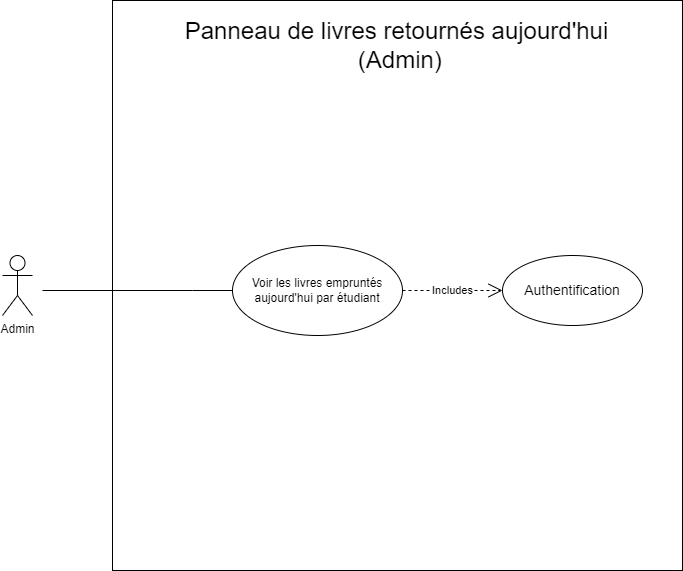 Panneau de livres retournés aujourd'hui
(Admin)
Voir les livres empruntés
aujourd'hui par étudiant
Includes
Authentification
Admin